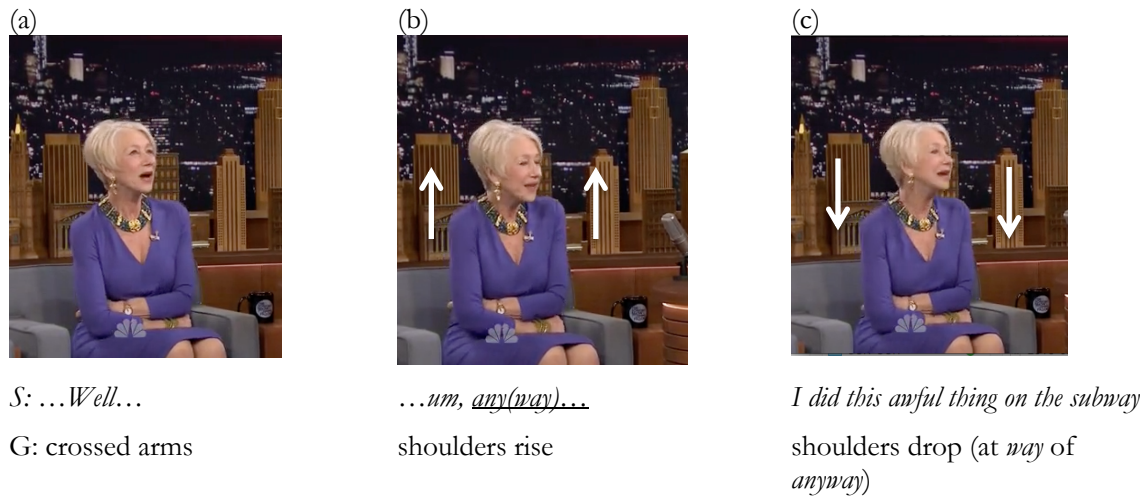 (a) (b) (c)
S: …Well… …um, any(way)… I did this awful thing on the subway
G: crossed arms shoulders rise shoulders drop (at way of
anyway)